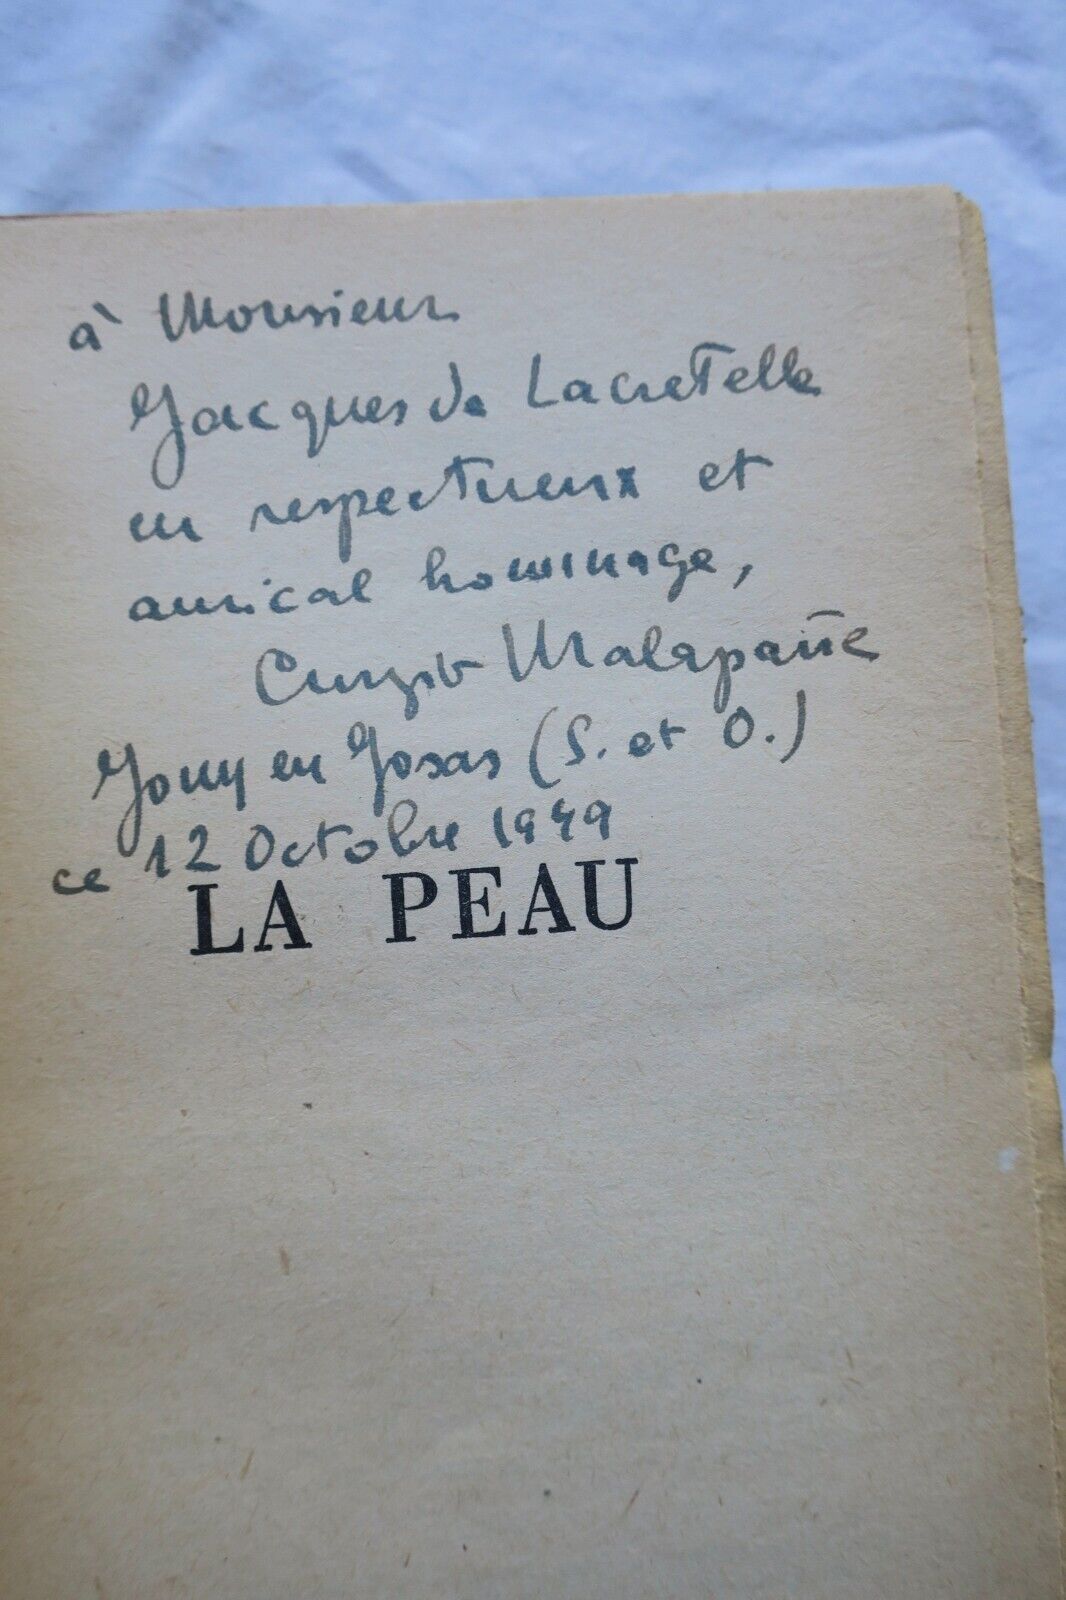 à Monsieur
Jacques de Lacretelle
en respectueux et
amical hommage,
Curzio Malaparte
Jouy en Josas (S. et O.)
ce 12 Octobre 1949
LA PEAU